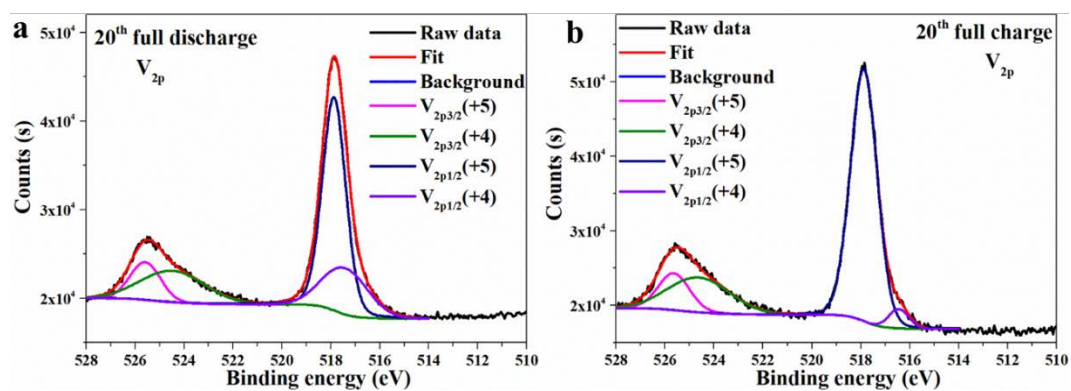 a
20th full discharge
V2p
Raw data
Fit
Background
V2p3/2(+5)
V2p3/2(+4)
V2p1/2(+5)
V2p1/2(+4)
Counts (s)
5x10^4
4x10^4
3x10^4
2x10^4
528 526 524 522 520 518 516 514 512 510
Binding energy (eV)
b
20th full charge
V2p
Raw data
Fit
Background
V2p3/2(+5)
V2p3/2(+4)
V2p1/2(+5)
V2p1/2(+4)
Counts (s)
6x10^4
5x10^4
4x10^4
3x10^4
2x10^4
528 526 524 522 520 518 516 514 512 510
Binding energy (eV)